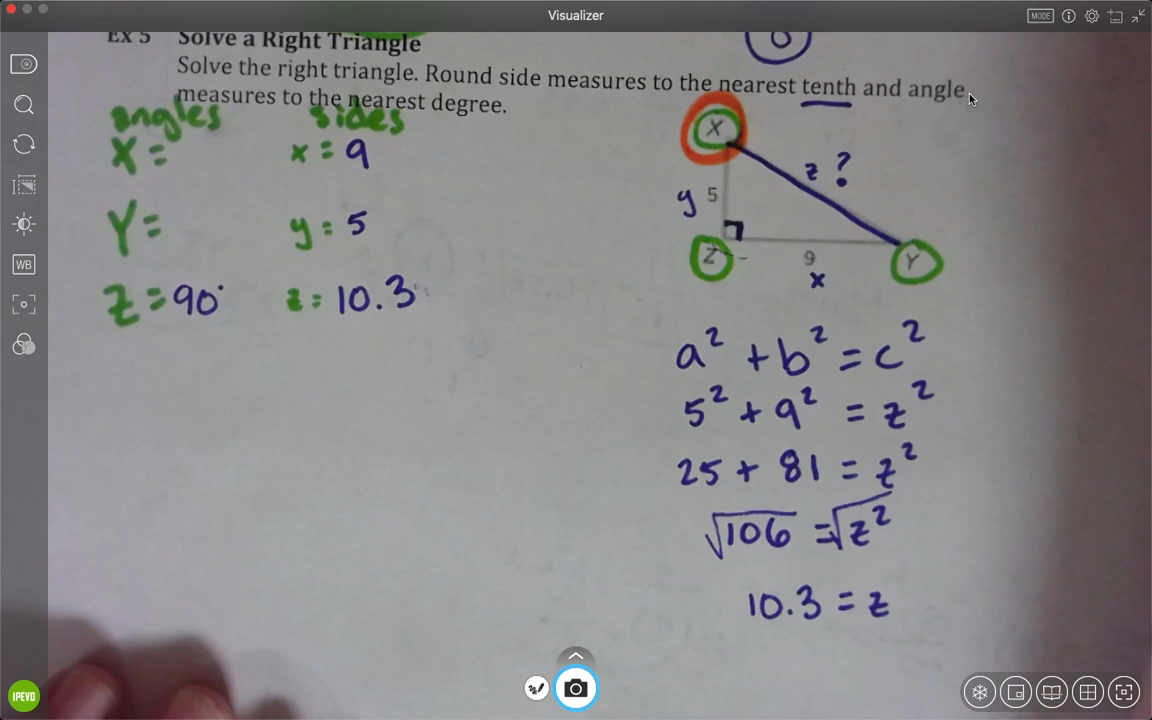 Visualizer
MODE
Ex 5 Solve a Right Triangle
Solve the right triangle. Round side measures to the nearest tenth and angle
measures to the nearest degree.
angles sides
X = x = 9
Y = y = 5
Z = 90° z = 10.3
X
z ?
y 5
Z
9
Y
x
a² + b² = c²
5² + 9² = z²
25 + 81 = z²
√106 = √z²
10.3 = z
WB
IPEVO